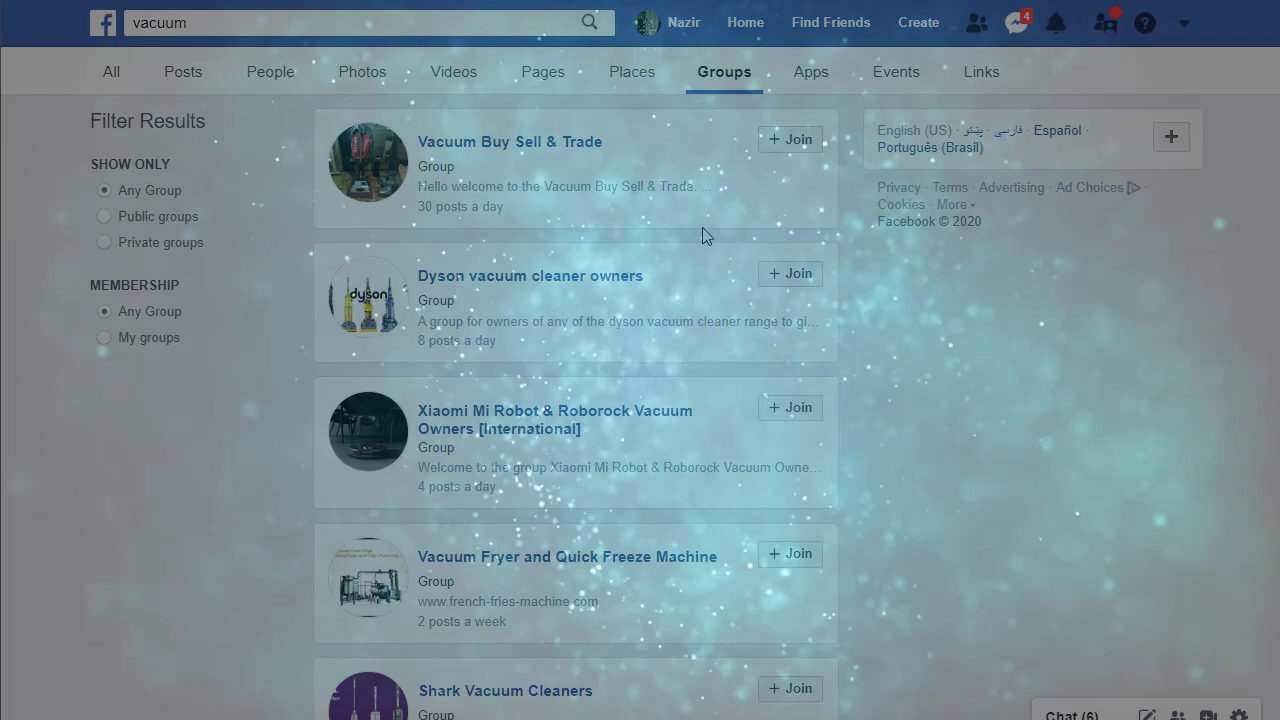 vacuum
Nazir
Home
Find Friends
Create
4
All
Posts
People
Photos
Videos
Pages
Places
Groups
Apps
Events
Links
Filter Results
SHOW ONLY
Any Group
Public groups
Private groups
MEMBERSHIP
Any Group
My groups
Vacuum Buy Sell & Trade
+ Join
Group
Hello welcome to the Vacuum Buy Sell & Trade. ...
30 posts a day
dyson
Dyson vacuum cleaner owners
+ Join
Group
A group for owners of any of the dyson vacuum cleaner range to gi...
8 posts a day
Xiaomi Mi Robot & Roborock Vacuum
Owners [International]
+ Join
Group
Welcome to the group Xiaomi Mi Robot & Roborock Vacuum Owne...
4 posts a day
Vacuum Fryer and Quick Freeze Machine
+ Join
Group
www.french-fries-machine.com
2 posts a week
Shark Vacuum Cleaners
+ Join
Group
English (US) · پښتو · فارسی · Español ·
Português (Brasil)
Privacy · Terms · Advertising · Ad Choices ·
Cookies · More
Facebook © 2020
Chat (6)